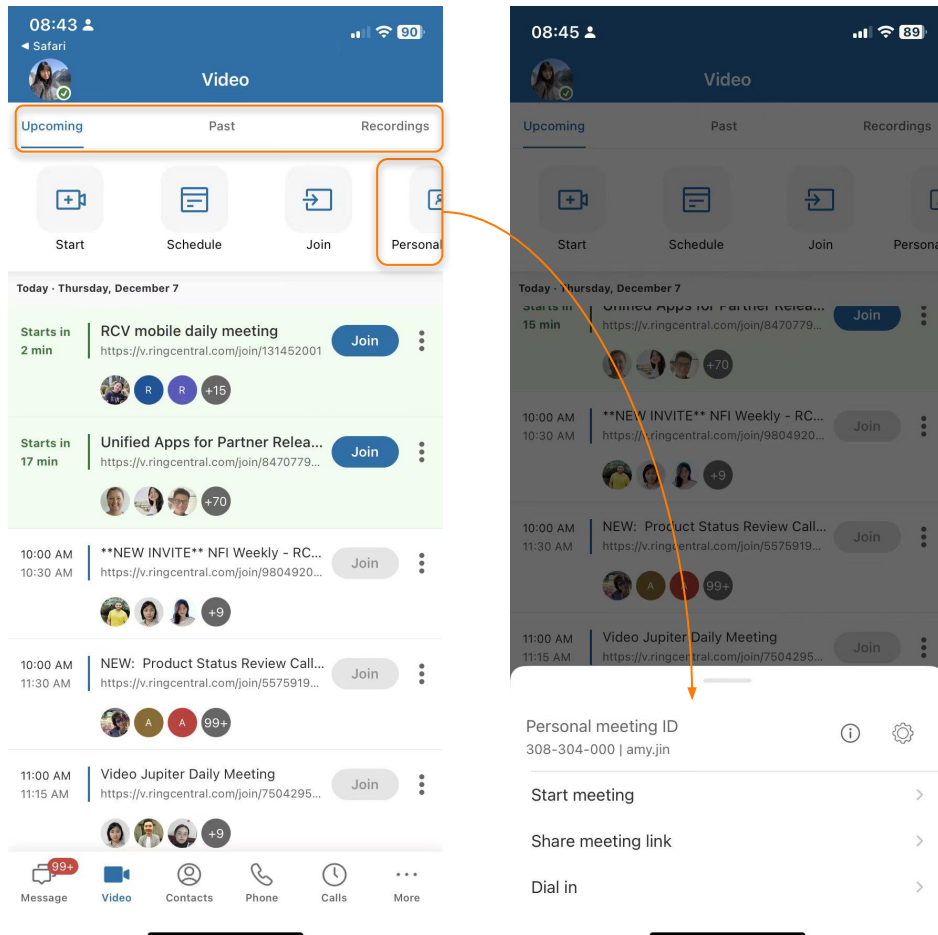 08:43
90
◄ Safari
Video
Upcoming Past Recordings
Start Schedule Join Personal
Today · Thursday, December 7
Starts in RCV mobile daily meeting Join
2 min https://v.ringcentral.com/join/131452001
R R +15
Starts in Unified Apps for Partner Relea... Join
17 min https://v.ringcentral.com/join/8470779...
+70
10:00 AM **NEW INVITE** NFI Weekly - RC... Join
10:30 AM https://v.ringcentral.com/join/9804920...
+9
10:00 AM NEW: Product Status Review Call... Join
11:30 AM https://v.ringcentral.com/join/5575919...
A A 99+
11:00 AM Video Jupiter Daily Meeting Join
11:15 AM https://v.ringcentral.com/join/7504295...
+9
99+
Message Video Contacts Phone Calls More
08:45
89
Video
Upcoming Past Recordings
Start Schedule Join Persona
Today · Thursday, December 7
Starts in Unified Apps for Partner Relea... Join
15 min https://v.ringcentral.com/join/8470779...
+70
10:00 AM **NEW INVITE** NFI Weekly - RC... Join
10:30 AM https://v.ringcentral.com/join/9804920...
+9
10:00 AM NEW: Product Status Review Call... Join
11:30 AM https://v.ringcentral.com/join/5575919...
A A 99+
11:00 AM Video Jupiter Daily Meeting Join
11:15 AM https://v.ringcentral.com/join/7504295...
Personal meeting ID
308-304-000 | amy.jin
Start meeting
Share meeting link
Dial in